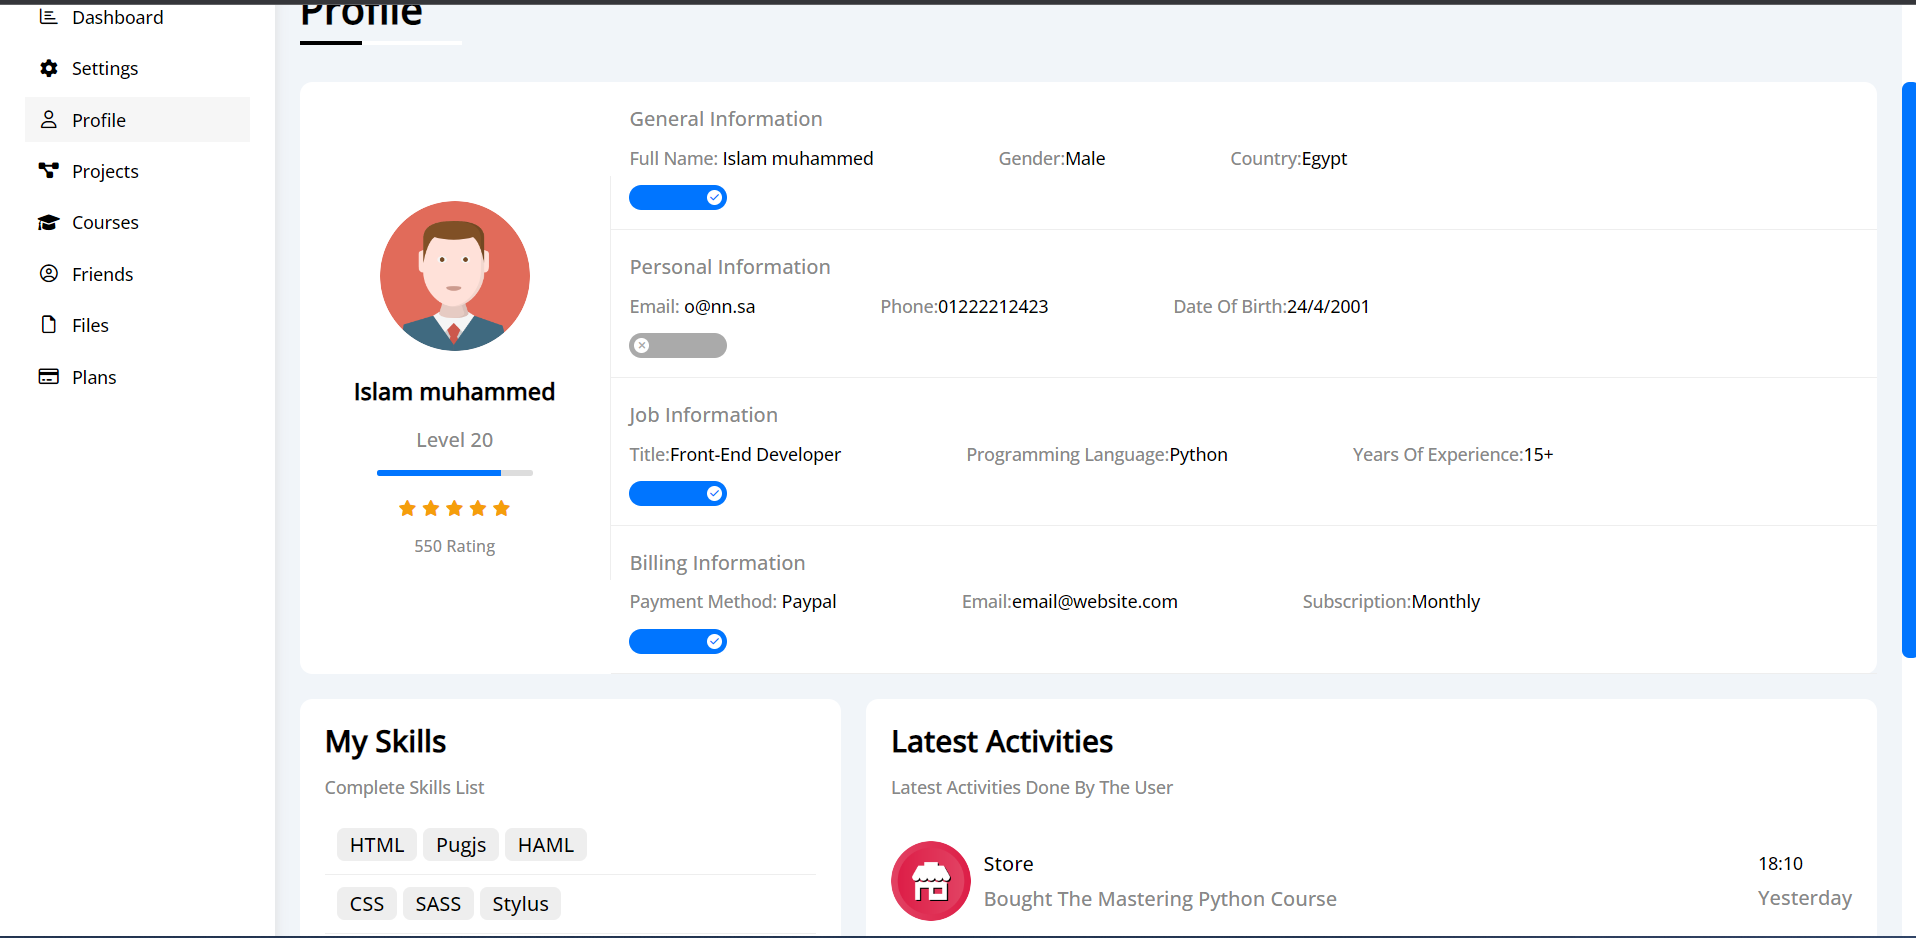 Dashboard
Settings
Profile
Projects
Courses
Friends
Files
Plans
Profile
Islam muhammed
Level 20
550 Rating
General Information
Full Name: Islam muhammed Gender:Male Country:Egypt
Personal Information
Email: o@nn.sa Phone:01222212423 Date Of Birth:24/4/2001
Job Information
Title:Front-End Developer Programming Language:Python Years Of Experience:15+
Billing Information
Payment Method: Paypal Email:email@website.com Subscription:Monthly
My Skills
Complete Skills List
HTML Pugjs HAML
CSS SASS Stylus
Latest Activities
Latest Activities Done By The User
Store 18:10
Bought The Mastering Python Course Yesterday